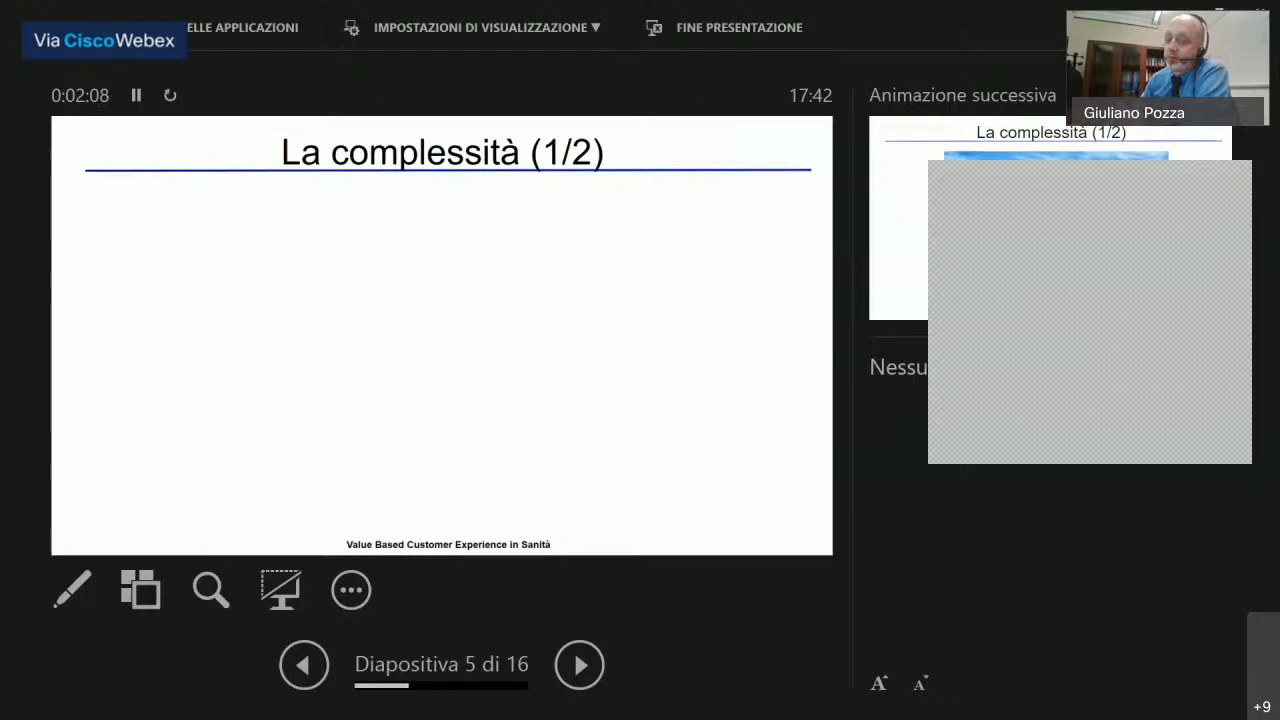 Via CiscoWebex
ELLE APPLICAZIONI
IMPOSTAZIONI DI VISUALIZZAZIONE ▼
FINE PRESENTAZIONE
0:02:08
17:42
Animazione successiva
Giuliano Pozza
La complessità (1/2)
La complessità (1/2)
Nessu
Value Based Customer Experience in Sanità
Diapositiva 5 di 16
A A
+9